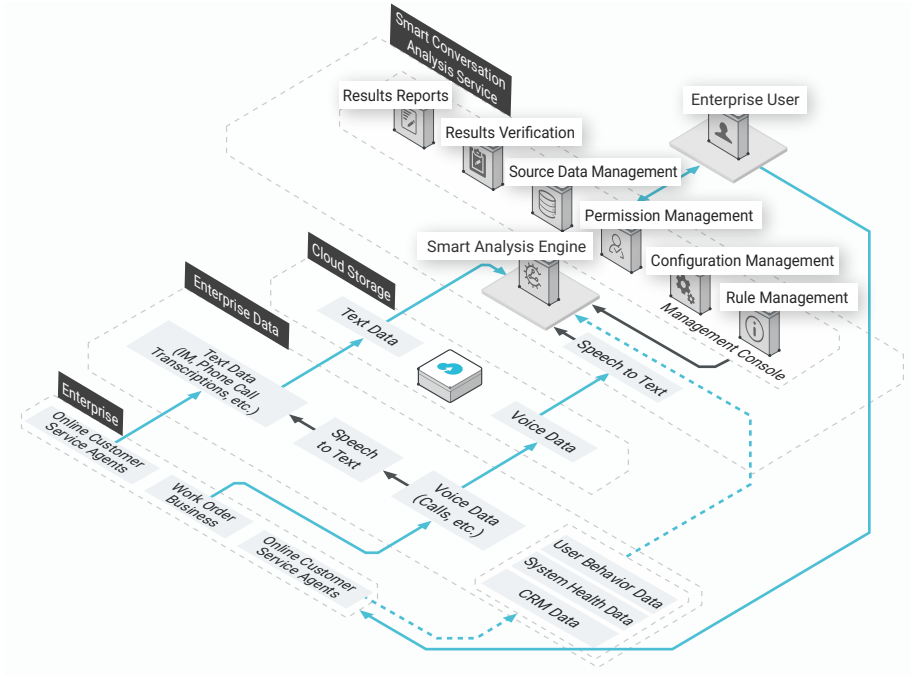 Smart Conversation
Analysis Service
Results Reports
Enterprise User
Results Verification
Source Data Management
Permission Management
Smart Analysis Engine
Configuration Management
Rule Management
Management Console
Cloud Storage
Text Data
Speech to Text
Enterprise Data
Text Data
(IM, Phone Call
Transcriptions, etc.)
Voice Data
Enterprise
Online Customer
Service Agents
Speech
to Text
Voice Data
(Calls, etc.)
Work Order
Business
Online Customer
Service Agents
User Behavior Data
System Health Data
CRM Data